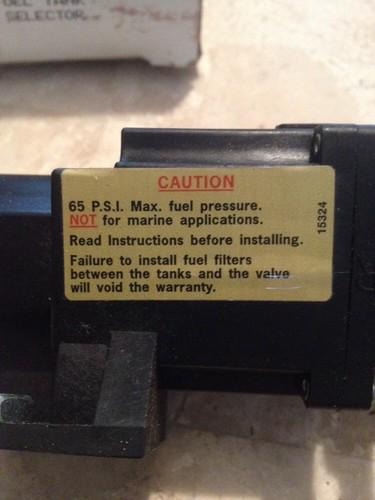 TANK
SELECTOR
CAUTION
65 P.S.I. Max. fuel pressure.
NOT for marine applications.
Read Instructions before installing.
Failure to install fuel filters
between the tanks and the valve
will void the warranty.
15324